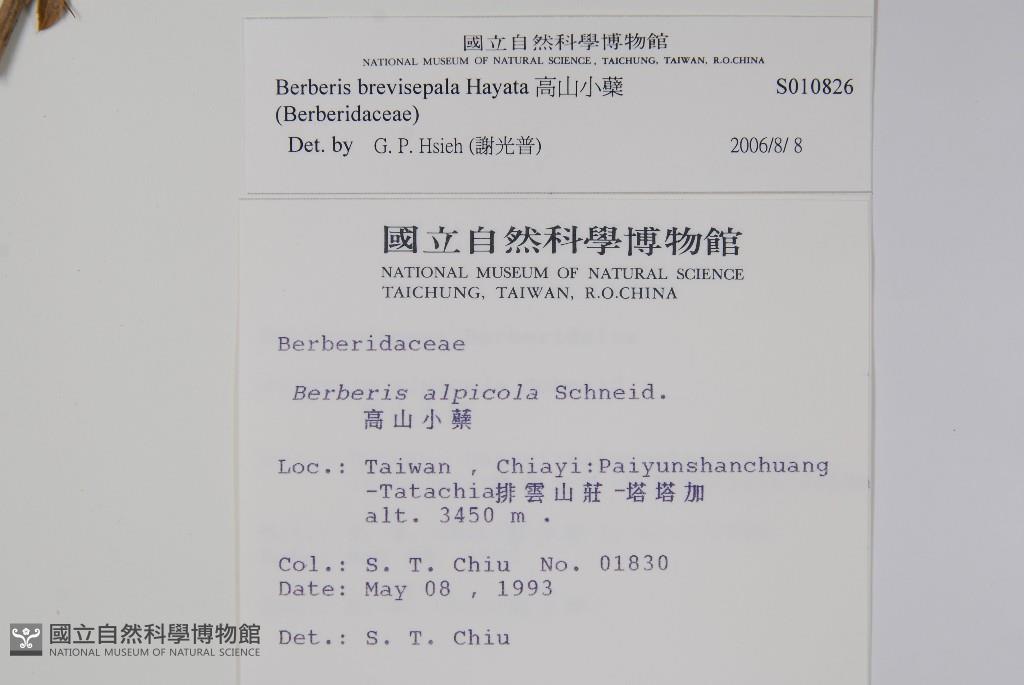 國立自然科學博物館
NATIONAL MUSEUM OF NATURAL SCIENCE, TAICHUNG, TAIWAN, R.O.CHINA
Berberis brevisepala Hayata 高山小蘗 S010826
(Berberidaceae)
Det. by G. P. Hsieh (謝光普) 2006/8/ 8
國立自然科學博物館
NATIONAL MUSEUM OF NATURAL SCIENCE
TAICHUNG, TAIWAN, R.O.CHINA
Berberidaceae
Berberis alpicola Schneid.
高山小蘗
Loc.: Taiwan , Chiayi:Paiyunshanchuang
-Tatachia排雲山莊-塔塔加
alt. 3450 m .
Col.: S. T. Chiu No. 01830
Date: May 08 , 1993
Det.: S. T. Chiu
國立自然科學博物館
NATIONAL MUSEUM OF NATURAL SCIENCE